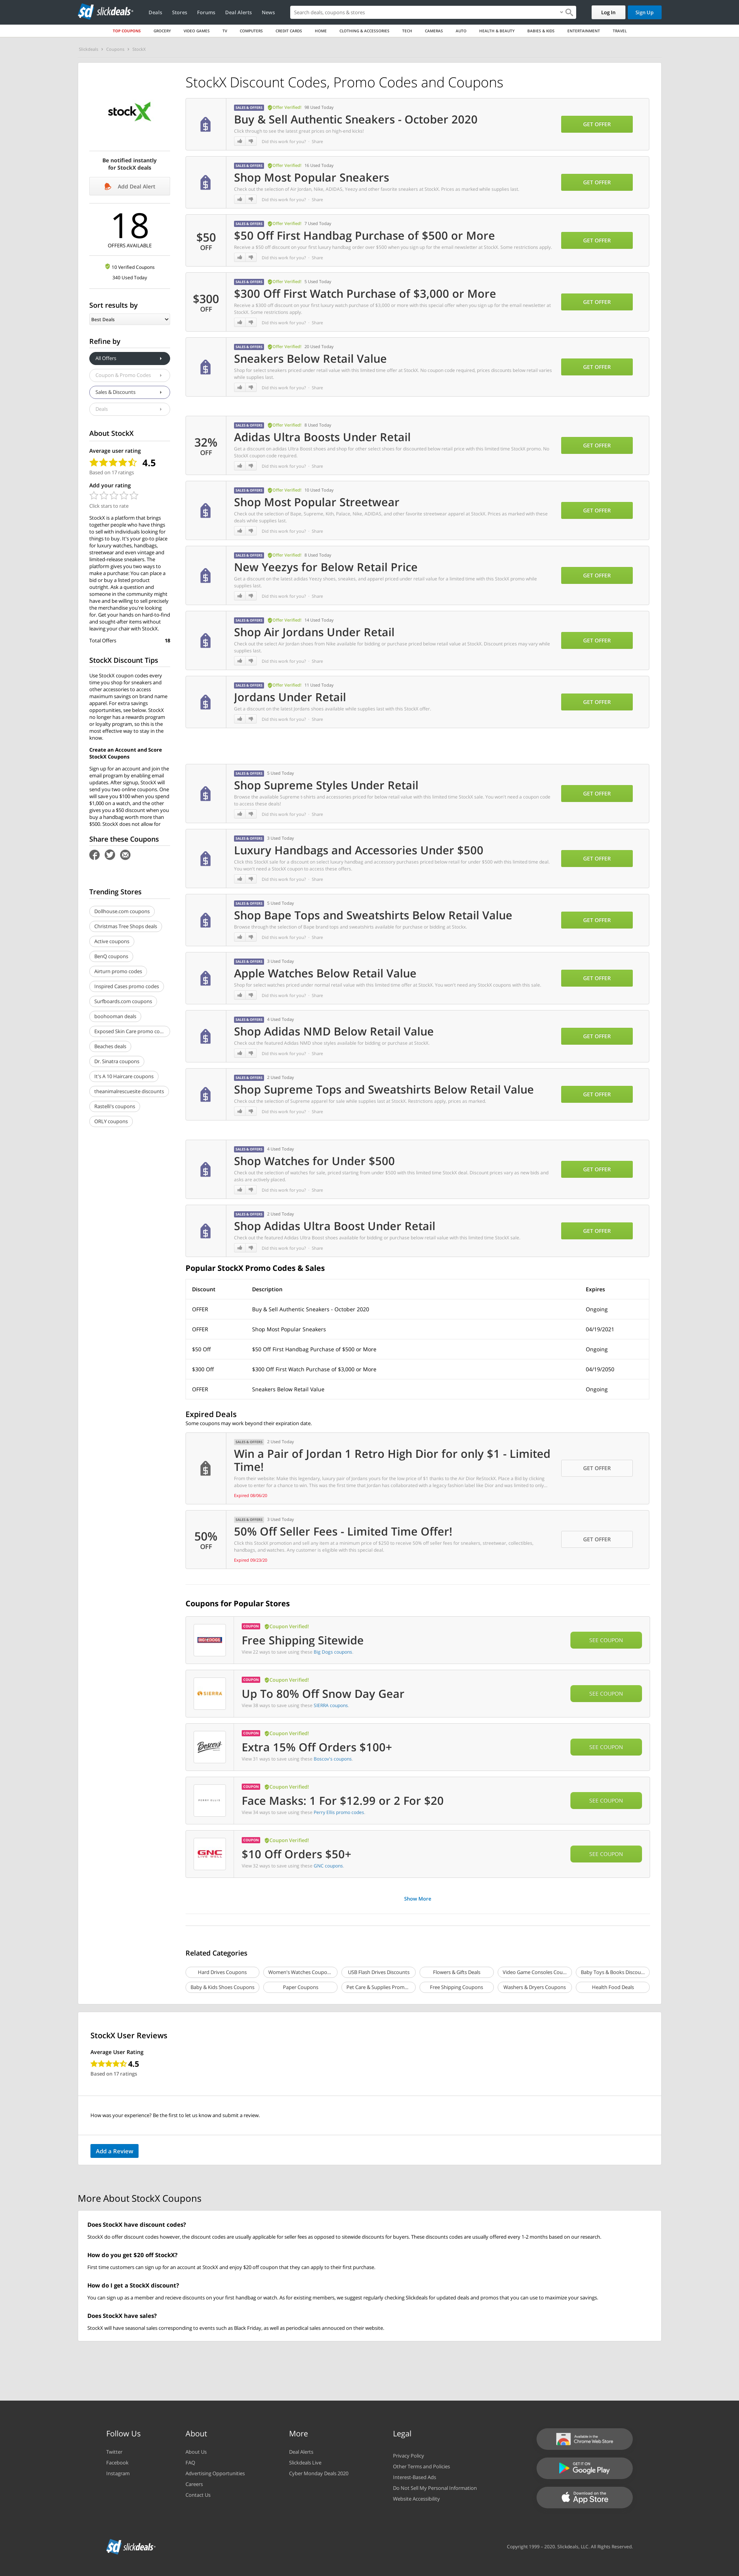 sd slickdeals
Deals Stores Forums Deal Alerts News
Search deals, coupons & stores
Log In Sign Up
TOP COUPONS GROCERY VIDEO GAMES TV COMPUTERS CREDIT CARDS HOME CLOTHING & ACCESSORIES TECH CAMERAS AUTO HEALTH & BEAUTY BABIES & KIDS ENTERTAINMENT TRAVEL
Slickdeals > Coupons > StockX
stockX
Be notified instantly
for StockX deals
Add Deal Alert
18
OFFERS AVAILABLE
10 Verified Coupons
340 Used Today
Sort results by
Best Deals
Refine by
All Offers
Coupon & Promo Codes
Sales & Discounts
Deals
About StockX
Average user rating
4.5
Based on 17 ratings
Add your rating
Click stars to rate
StockX is a platform that brings
together people who have things
to sell with individuals looking for
things to buy. It's your go-to place
for luxury watches, handbags,
streetwear and even vintage and
limited-release sneakers. The
platform gives you two ways to
make a purchase: You can place a
bid or buy a listed product
outright. Ask a question and
someone in the community might
have and be willing to sell precisely
the merchandise you're looking
for. Get your hands on hard-to-find
and sought-after items without
leaving your chair with StockX.
Total Offers 18
StockX Discount Tips
Use StockX coupon codes every
time you shop for sneakers and
other accessories to access
maximum savings on brand name
apparel. For extra savings
opportunities, see below. StockX
no longer has a rewards program
or loyalty program, so this is the
most effective way to stay in the
know.
Create an Account and Score
StockX Coupons
Sign up for an account and join the
email program by enabling email
updates. After signup, StockX will
send you two online coupons. One
will save you $100 when you spend
$1,000 on a watch, and the other
gives you a $50 discount when you
buy a handbag worth more than
$500. StockX does not allow for
Share these Coupons
Trending Stores
Dollhouse.com coupons
Christmas Tree Shops deals
Active coupons
BenQ coupons
Airturn promo codes
Inspired Cases promo codes
Surfboards.com coupons
boohooman deals
Exposed Skin Care promo co...
Beaches deals
Dr. Sinatra coupons
It's A 10 Haircare coupons
theanimalrescuesite discounts
Rastelli's coupons
ORLY coupons
StockX Discount Codes, Promo Codes and Coupons
SALES & OFFERS Offer Verified! 98 Used Today
Buy & Sell Authentic Sneakers - October 2020
Click through to see the latest great prices on high-end kicks!
Did this work for you? · Share
GET OFFER
SALES & OFFERS Offer Verified! 16 Used Today
Shop Most Popular Sneakers
Check out the selection of Air Jordan, Nike, ADIDAS, Yeezy and other favorite sneakers at StockX. Prices as marked while supplies last.
Did this work for you? · Share
GET OFFER
$50
OFF
SALES & OFFERS Offer Verified! 7 Used Today
$50 Off First Handbag Purchase of $500 or More
Receive a $50 off discount on your first luxury handbag under over $500 when you sign up for the email newsletter at StockX. Some restrictions apply.
Did this work for you? · Share
GET OFFER
$300
OFF
SALES & OFFERS Offer Verified! 5 Used Today
$300 Off First Watch Purchase of $3,000 or More
Receive a $300 off discount on your first luxury watch purchase of $3,000 or more with this special offer when you sign up for the email newsletter at
StockX. Some restrictions apply.
Did this work for you? · Share
GET OFFER
SALES & OFFERS Offer Verified! 20 Used Today
Sneakers Below Retail Value
Shop for select sneakers priced under retail value with this limited time offer at StockX. No coupon code required, prices discounts below retail series
while supplies last.
Did this work for you? · Share
GET OFFER
32%
OFF
SALES & OFFERS Offer Verified! 8 Used Today
Adidas Ultra Boosts Under Retail
Get a discount on adidas Ultra Boost shoes and shop for other select shoes for discounted below retail price with this limited time StockX promo. No
StockX coupon code required.
Did this work for you? · Share
GET OFFER
SALES & OFFERS Offer Verified! 10 Used Today
Shop Most Popular Streetwear
Check out the selection of Bape, Supreme, Kith, Palace, Nike, ADIDAS, and other favorite streetwear apparel at StockX. Prices as marked with these
deals while supplies last.
Did this work for you? · Share
GET OFFER
SALES & OFFERS Offer Verified! 8 Used Today
New Yeezys for Below Retail Price
Get a discount on the latest adidas Yeezy shoes, sneakers, and apparel priced under retail value for a limited time with this StockX promo while
supplies last.
Did this work for you? · Share
GET OFFER
SALES & OFFERS Offer Verified! 14 Used Today
Shop Air Jordans Under Retail
Check out the select Air Jordan shoes from Nike available for bidding or purchase priced below retail value at StockX. Discount prices may vary while
supplies last.
Did this work for you? · Share
GET OFFER
SALES & OFFERS Offer Verified! 11 Used Today
Jordans Under Retail
Get a discount on the latest Jordans shoes available while supplies last with this StockX offer.
Did this work for you? · Share
GET OFFER
SALES & OFFERS 5 Used Today
Shop Supreme Styles Under Retail
Browse the available Supreme t-shirts and accessories priced for below retail value with this limited time StockX sale. You won't need a coupon code
to access these deals!
Did this work for you? · Share
GET OFFER
SALES & OFFERS 3 Used Today
Luxury Handbags and Accessories Under $500
Click this StockX sale for a discount on select luxury handbag and accessory purchases priced below retail for under $500 with this limited time deal.
You won't need a StockX coupon to access these offers.
Did this work for you? · Share
GET OFFER
SALES & OFFERS 5 Used Today
Shop Bape Tops and Sweatshirts Below Retail Value
Browse through the selection of Bape brand tops and sweatshirts available for purchase or bidding at Stockx.
Did this work for you? · Share
GET OFFER
SALES & OFFERS 3 Used Today
Apple Watches Below Retail Value
Shop for select watches priced under normal retail value with this limited time offer at StockX. You won't need any StockX coupons with this sale.
Did this work for you? · Share
GET OFFER
SALES & OFFERS 4 Used Today
Shop Adidas NMD Below Retail Value
Check out the featured Adidas NMD shoe styles available for bidding or purchase at StockX.
Did this work for you? · Share
GET OFFER
SALES & OFFERS 2 Used Today
Shop Supreme Tops and Sweatshirts Below Retail Value
Check out the selection of Supreme apparel for sale while supplies last at StockX. Restrictions apply, prices as marked.
Did this work for you? · Share
GET OFFER
SALES & OFFERS 4 Used Today
Shop Watches for Under $500
Check out the selection of watches for sale, priced starting from under $500 with this limited time StockX deal. Discount prices vary as new bids and
asks are actively placed.
Did this work for you? · Share
GET OFFER
SALES & OFFERS 2 Used Today
Shop Adidas Ultra Boost Under Retail
Check out the featured Adidas Ultra Boost shoes available for bidding or purchase below retail value with this limited time StockX sale.
Did this work for you? · Share
GET OFFER
Popular StockX Promo Codes & Sales
Discount Description Expires
OFFER Buy & Sell Authentic Sneakers - October 2020 Ongoing
OFFER Shop Most Popular Sneakers 04/19/2021
$50 Off $50 Off First Handbag Purchase of $500 or More Ongoing
$300 Off $300 Off First Watch Purchase of $3,000 or More 04/19/2050
OFFER Sneakers Below Retail Value Ongoing
Expired Deals
Some coupons may work beyond their expiration date.
SALES & OFFERS 2 Used Today
Win a Pair of Jordan 1 Retro High Dior for only $1 - Limited
Time!
From their website: Make this legendary, luxury pair of Jordans yours for the low price of $1 thanks to the Air Dior ReStockX. Place a Bid by clicking
above to enter for a chance to win. This was the first time that Jordan has collaborated with a legacy fashion label like Dior and was limited to only...
Expired 08/06/20
GET OFFER
50%
OFF
SALES & OFFERS 3 Used Today
50% Off Seller Fees - Limited Time Offer!
Click this StockX promotion and sell any item at a minimum price of $250 to receive 50% off seller fees for sneakers, streetwear, collectibles,
handbags, and watches. Any customer is eligible with this special deal.
Expired 09/23/20
GET OFFER
Coupons for Popular Stores
BIG DOGS
COUPON Coupon Verified!
Free Shipping Sitewide
View 22 ways to save using these Big Dogs coupons.
SEE COUPON
SIERRA
COUPON Coupon Verified!
Up To 80% Off Snow Day Gear
View 34 ways to save using these SIERRA coupons.
SEE COUPON
Boscov's
COUPON Coupon Verified!
Extra 15% Off Orders $100+
View 31 ways to save using these Boscov's coupons.
SEE COUPON
PERRY ELLIS
COUPON Coupon Verified!
Face Masks: 1 For $12.99 or 2 For $20
View 34 ways to save using these Perry Ellis promo codes.
SEE COUPON
GNC
COUPON Coupon Verified!
$10 Off Orders $50+
View 32 ways to save using these GNC coupons.
SEE COUPON
Show More
Related Categories
Hard Drives Coupons Women's Watches Coupo... USB Flash Drives Discounts Flowers & Gifts Deals Video Game Consoles Cou... Baby Toys & Books Discou...
Baby & Kids Shoes Coupons Paper Coupons Pet Care & Supplies Prom... Free Shipping Coupons Washers & Dryers Coupons Health Food Deals
StockX User Reviews
Average User Rating
4.5
Based on 17 ratings
How was your experience? Be the first to let us know and submit a review.
Add a Review
More About StockX Coupons
Does StockX have discount codes?
StockX do offer discount codes however, the discount codes are usually applicable for seller fees as opposed to sitewide discounts for buyers. These discounts codes are usually offered every 1-2 months based on our research.
How do you get $20 off StockX?
First time customers can sign up for an account at StockX and enjoy $20 off coupon that they can apply to their first purchase.
How do I get a StockX discount?
You can sign up as a member and recieve discounts on your first handbag or watch. As for existing members, we suggest regularly checking Slickdeals for updated deals and promos that you can use to maximize your savings.
Does StockX have sales?
StockX will have seasonal sales corresponding to events such as Black Friday, as well as periodical sales annouced on their website.
Follow Us About More Legal
Twitter
Facebook
Instagram
About Us
FAQ
Advertising Opportunities
Careers
Contact Us
Deal Alerts
Slickdeals Live
Cyber Monday Deals 2020
Privacy Policy
Other Terms and Policies
Interest-Based Ads
Do Not Sell My Personal Information
Website Accessibility
Available in the
Chrome Web Store
GET IT ON
Google Play
Download on the
App Store
sd slickdeals
Copyright 1999 - 2020. Slickdeals, LLC. All Rights Reserved.